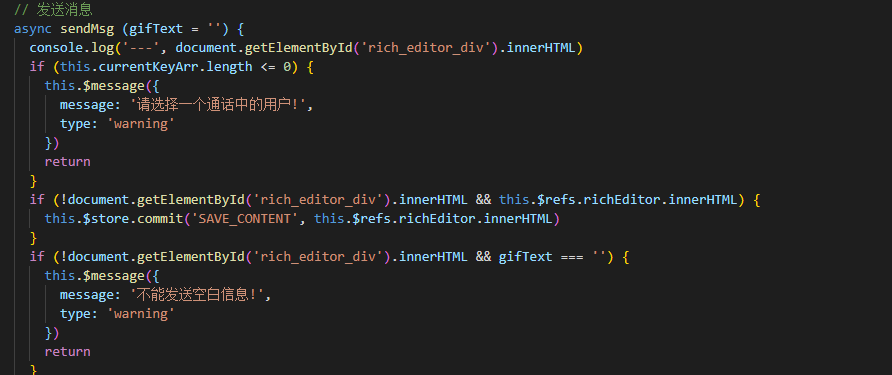 // 发送消息
async sendMsg (gifText = '') {
console.log('---', document.getElementById('rich_editor_div').innerHTML)
if (this.currentKeyArr.length <= 0) {
this.$message({
message: '请选择一个通话中的用户!',
type: 'warning'
})
return
}
if (!document.getElementById('rich_editor_div').innerHTML && this.$refs.richEditor.innerHTML) {
this.$store.commit('SAVE_CONTENT', this.$refs.richEditor.innerHTML)
}
if (!document.getElementById('rich_editor_div').innerHTML && gifText === '') {
this.$message({
message: '不能发送空白信息!',
type: 'warning'
})
return
}